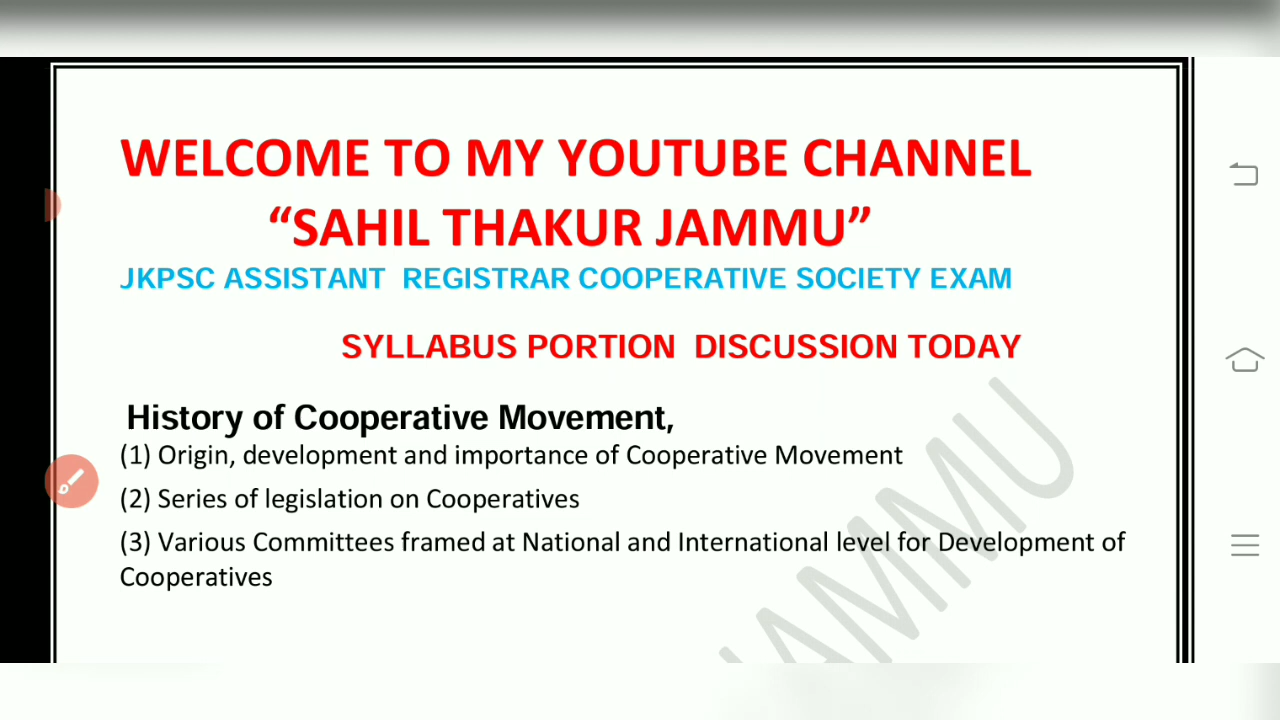 WELCOME TO MY YOUTUBE CHANNEL
“SAHIL THAKUR JAMMU”
JKPSC ASSISTANT REGISTRAR COOPERATIVE SOCIETY EXAM
SYLLABUS PORTION DISCUSSION TODAY
History of Cooperative Movement,
(1) Origin, development and importance of Cooperative Movement
(2) Series of legislation on Cooperatives
(3) Various Committees framed at National and International level for Development of
Cooperatives
JAMMU